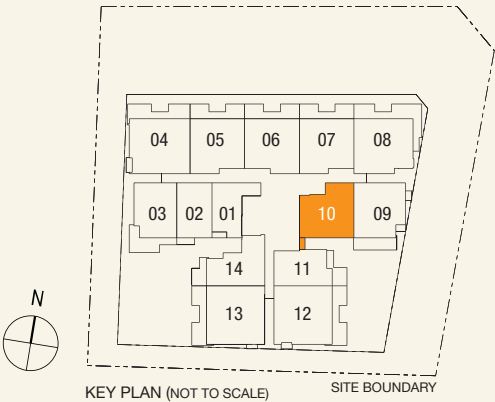 04 05 06 07 08
03 02 01 10 09
14 11
13 12
N
KEY PLAN (NOT TO SCALE)
SITE BOUNDARY